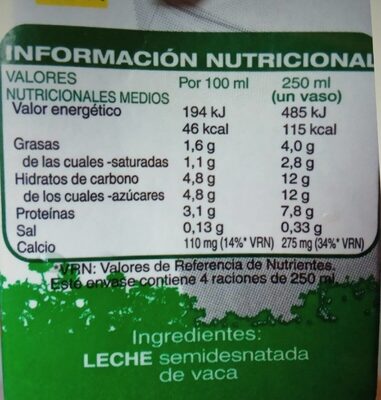 INFORMACIÓN NUTRICIONAL
VALORES NUTRICIONALES MEDIOS Por 100 ml 250 ml (un vaso)
Valor energético 194 kJ 485 kJ
46 kcal 115 kcal
Grasas 1,6 g 4,0 g
de las cuales -saturadas 1,1 g 2,8 g
Hidratos de carbono 4,8 g 12 g
de los cuales -azúcares 4,8 g 12 g
Proteínas 3,1 g 7,8 g
Sal 0,13 g 0,33 g
Calcio 110 mg (14%* VRN) 275 mg (34%* VRN)
*VRN: Valores de Referencia de Nutrientes.
Este envase contiene 4 raciones de 250 ml.
Ingredientes:
LECHE semidesnatada
de vaca